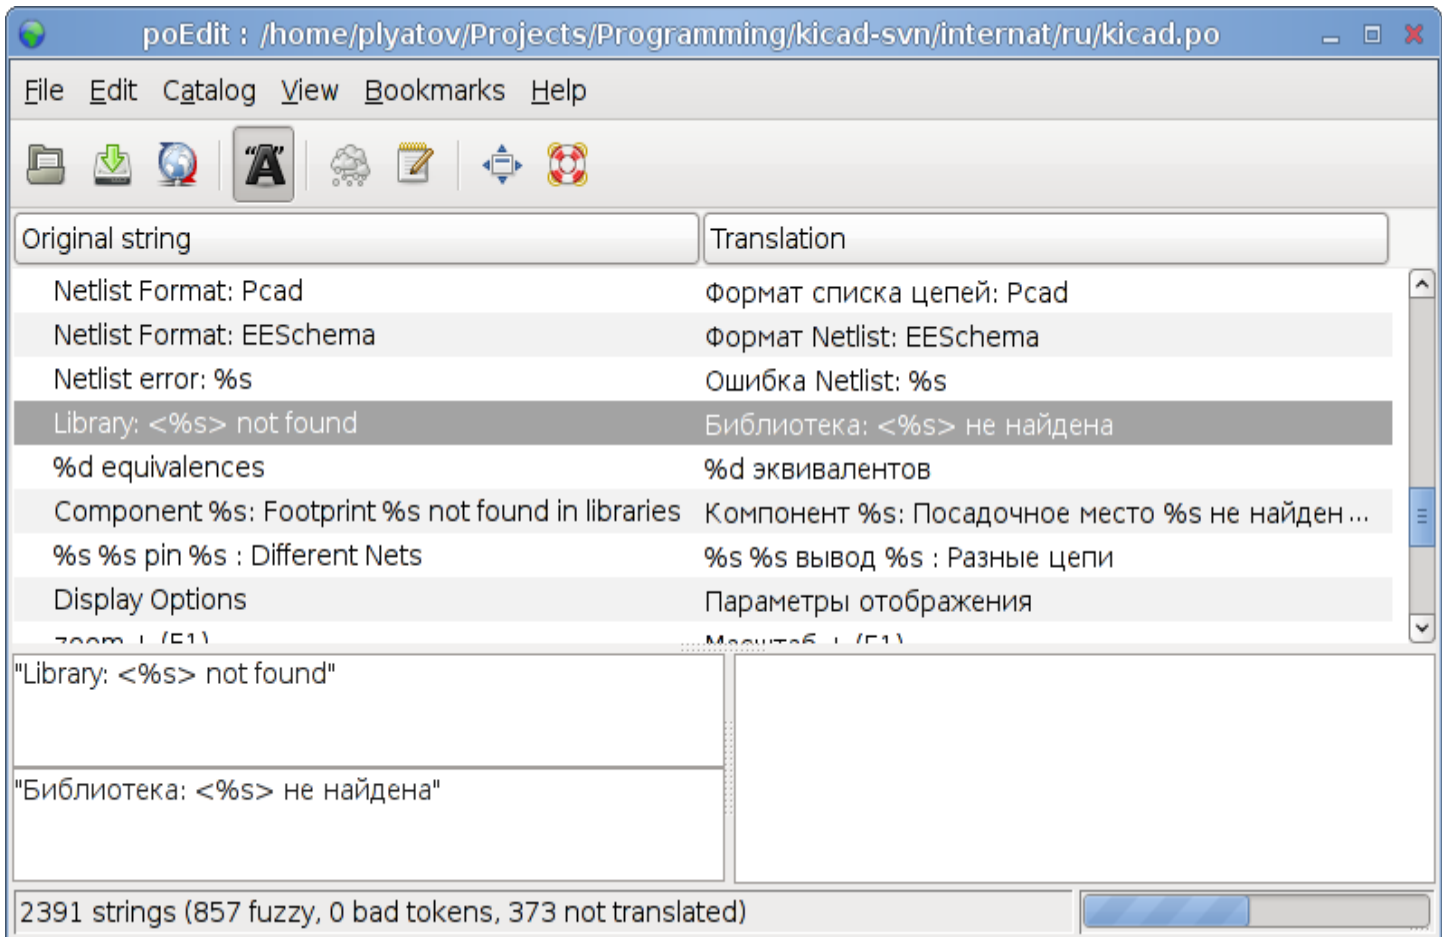 poEdit : /home/plyatov/Projects/Programming/kicad-svn/internat/ru/kicad.po
File Edit Catalog View Bookmarks Help
"A"
Original string Translation
Netlist Format: Pcad Формат списка цепей: Pcad
Netlist Format: EESchema Формат Netlist: EESchema
Netlist error: %s Ошибка Netlist: %s
Library: <%s> not found Библиотека: <%s> не найдена
%d equivalences %d эквивалентов
Component %s: Footprint %s not found in libraries Компонент %s: Посадочное место %s не найден ...
%s %s pin %s : Different Nets %s %s вывод %s : Разные цепи
Display Options Параметры отображения
zoom + (F1) Масштаб + (F1)
"Library: <%s> not found"
"Библиотека: <%s> не найдена"
2391 strings (857 fuzzy, 0 bad tokens, 373 not translated)